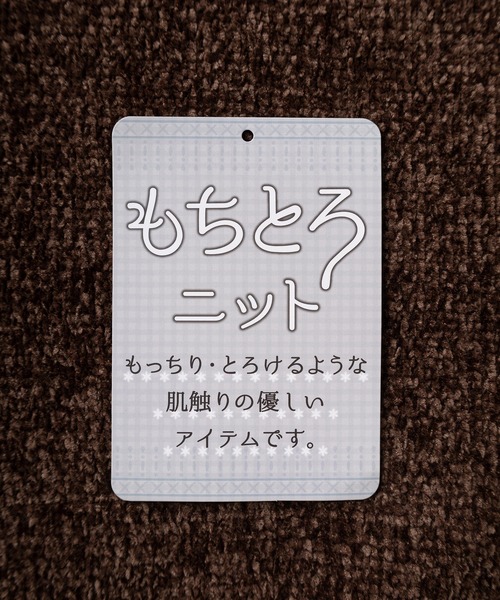 もちとろ
ニット
もっちり・とろけるような
肌触りの優しい
アイテムです。